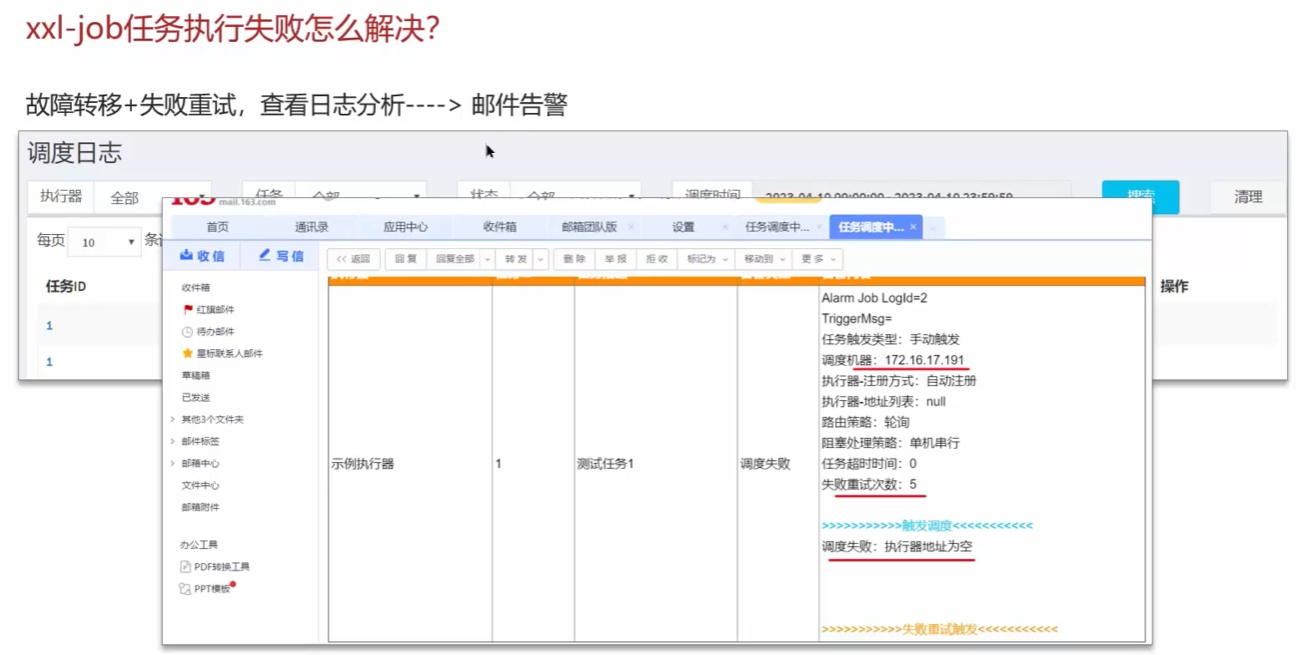 xxl-job任务执行失败怎么解决？
故障转移+失败重试，查看日志分析----> 邮件告警
调度日志
执行器 全部 任务 全部 状态 全部 调度时间 2023-04-10 00:00:00 - 2023-04-10 23:59:59 搜索 清理
163 mail.163.com
每页 10 条
任务ID
操作
1
1
首页 通讯录 应用中心 收件箱 邮箱团队版 × 设置 × 任务调度中... × 任务调度中... ×
收信 写信
<< 返回 回复 回复全部 转发 删除 举报 拒收 标记为 移动到 更多
收件箱
红旗邮件
待办邮件
星标联系人邮件
草稿箱
已发送
其他3个文件夹
邮件标签
邮箱中心
文件中心
邮箱附件
办公工具
PDF转换工具
PPT模板
示例执行器 1 测试任务1 调度失败
Alarm Job LogId=2
TriggerMsg=
任务触发类型：手动触发
调度机器：172.16.17.191
执行器-注册方式：自动注册
执行器-地址列表：null
路由策略：轮询
阻塞处理策略：单机串行
任务超时时间：0
失败重试次数：5
>>>>>>>>>>>触发调度<<<<<<<<<<<
调度失败：执行器地址为空
>>>>>>>>>>>失败重试触发<<<<<<<<<<<